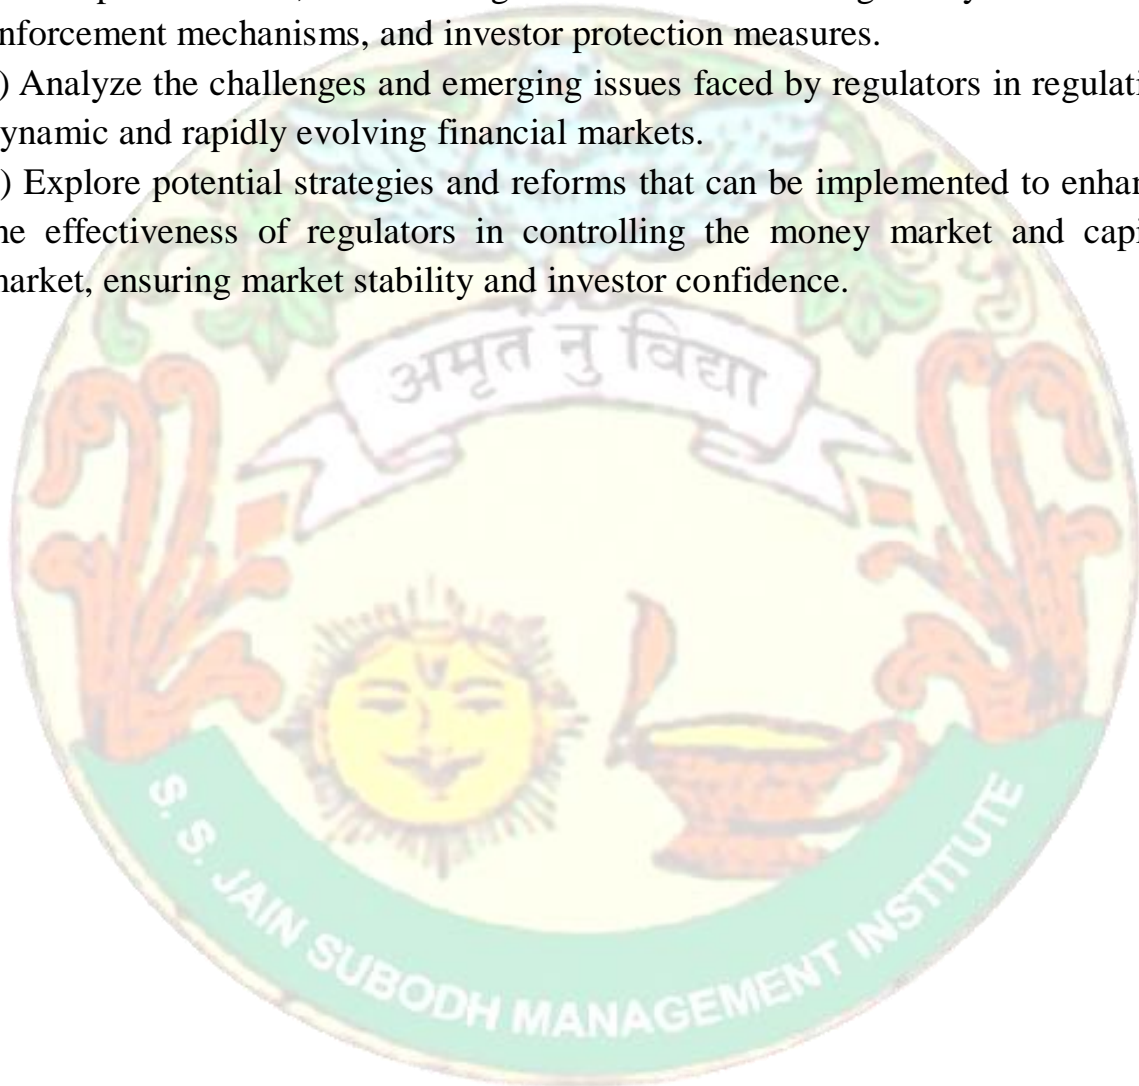 nforcement mechanisms, and investor protection measures.
) Analyze the challenges and emerging issues faced by regulators in regulati
ynamic and rapidly evolving financial markets.
) Explore potential strategies and reforms that can be implemented to enhan
he effectiveness of regulators in controlling the money market and capi
market, ensuring market stability and investor confidence.
अमृतं नु विद्या
S. S. JAIN SUBODH MANAGEMENT INSTITUTE